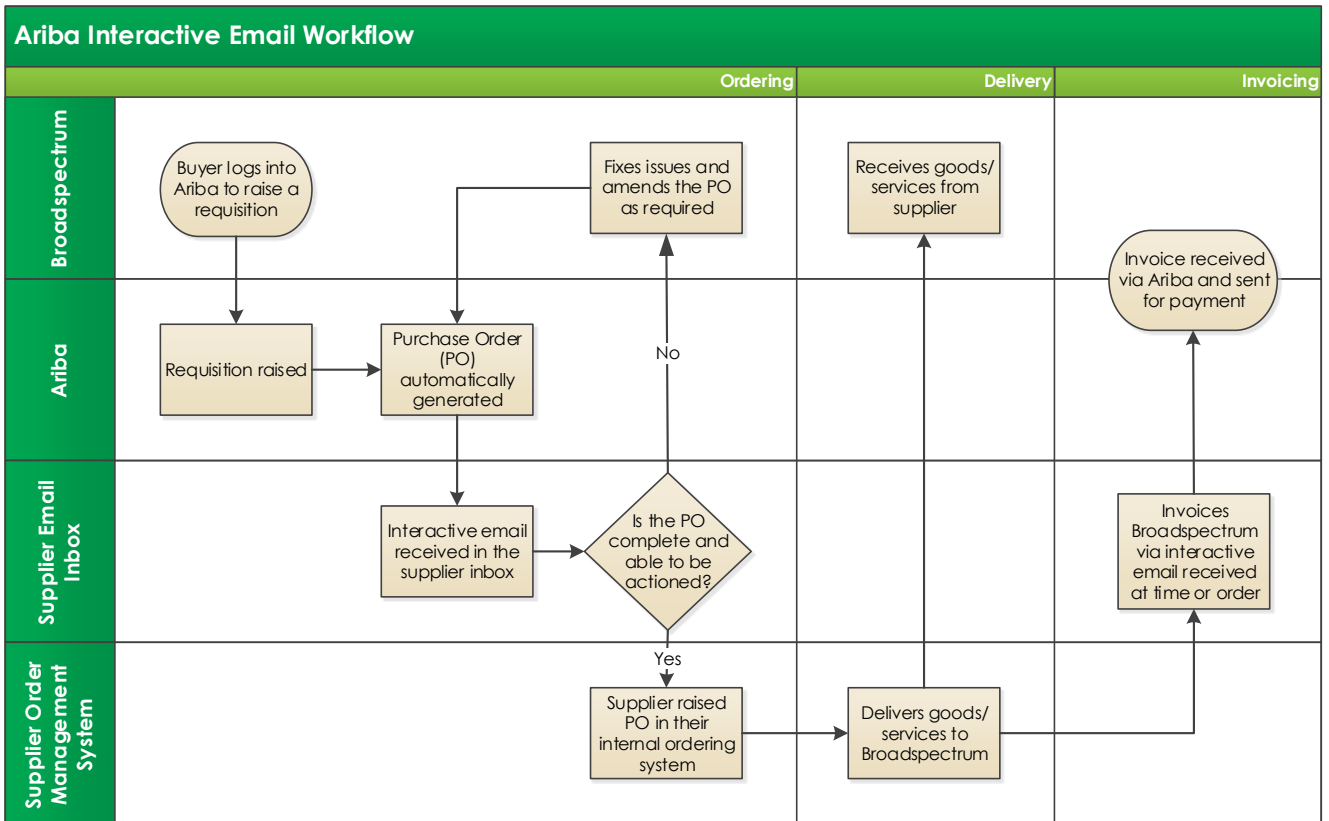 Ariba Interactive Email Workflow
Ordering
Delivery
Invoicing
Broadspectrum
Buyer logs into
Ariba to raise a
requisition
Fixes issues and
amends the PO
as required
Receives goods/
services from
supplier
Invoice received
via Ariba and sent
for payment
Ariba
Requisition raised
Purchase Order
(PO)
automatically
generated
No
Supplier Email
Inbox
Interactive email
received in the
supplier inbox
Is the PO
complete and
able to be
actioned?
Invoices
Broadspectrum
via interactive
email received
at time or order
Yes
Supplier Order
Management
System
Supplier raised
PO in their
internal ordering
system
Delivers goods/
services to
Broadspectrum